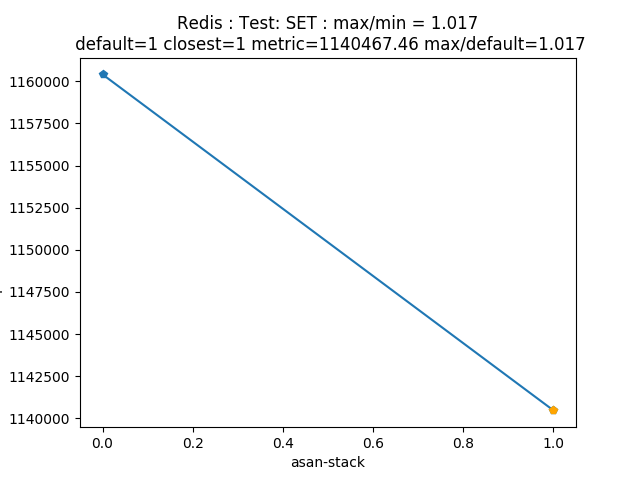 Redis : Test: SET : max/min = 1.017
default=1 closest=1 metric=1140467.46 max/default=1.017
1160000
1157500
1155000
1152500
1150000
1147500
1145000
1142500
1140000
0.0 0.2 0.4 0.6 0.8 1.0
asan-stack